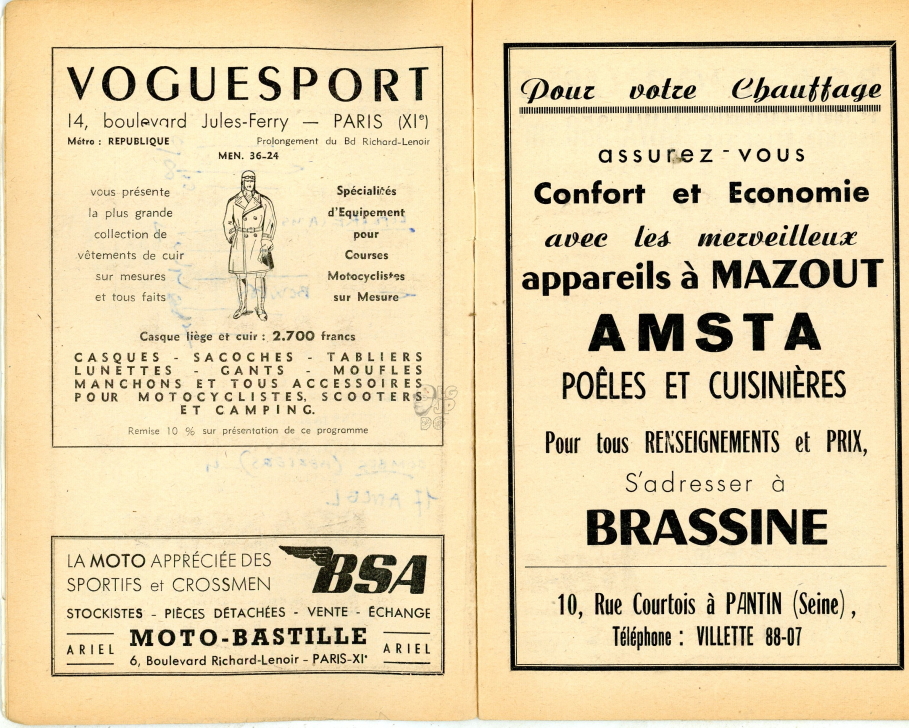 VOGUESPORT
14, boulevard Jules-Ferry — PARIS (XIe)
Métro : REPUBLIQUE Prolongement du Bd Richard-Lenoir
MEN. 36-24
vous présente
la plus grande
collection de
vêtements de cuir
sur mesures
et tous faits
Spécialités
d'Equipement
pour
Courses
Motocyclistes
sur Mesure
Casque liège et cuir : 2.700 francs
CASQUES - SACOCHES - TABLIERS
LUNETTES - GANTS - MOUFLES
MANCHONS ET TOUS ACCESSOIRES
POUR MOTOCYCLISTES, SCOOTERS
ET CAMPING.
Remise 10 % sur présentation de ce programme
LA MOTO APPRÉCIÉE DES
SPORTIFS et CROSSMEN
BSA
STOCKISTES - PIÈCES DÉTACHÉES - VENTE - ÉCHANGE
ARIEL MOTO-BASTILLE ARIEL
6, Boulevard Richard-Lenoir - PARIS-XIe
Pour votre Chauffage
assurez-vous
Confort et Economie
avec les merveilleux
appareils à MAZOUT
AMSTA
POÊLES ET CUISINIÈRES
Pour tous RENSEIGNEMENTS et PRIX,
S'adresser à
BRASSINE
10, Rue Courtois à PANTIN (Seine),
Téléphone : VILLETTE 88-07